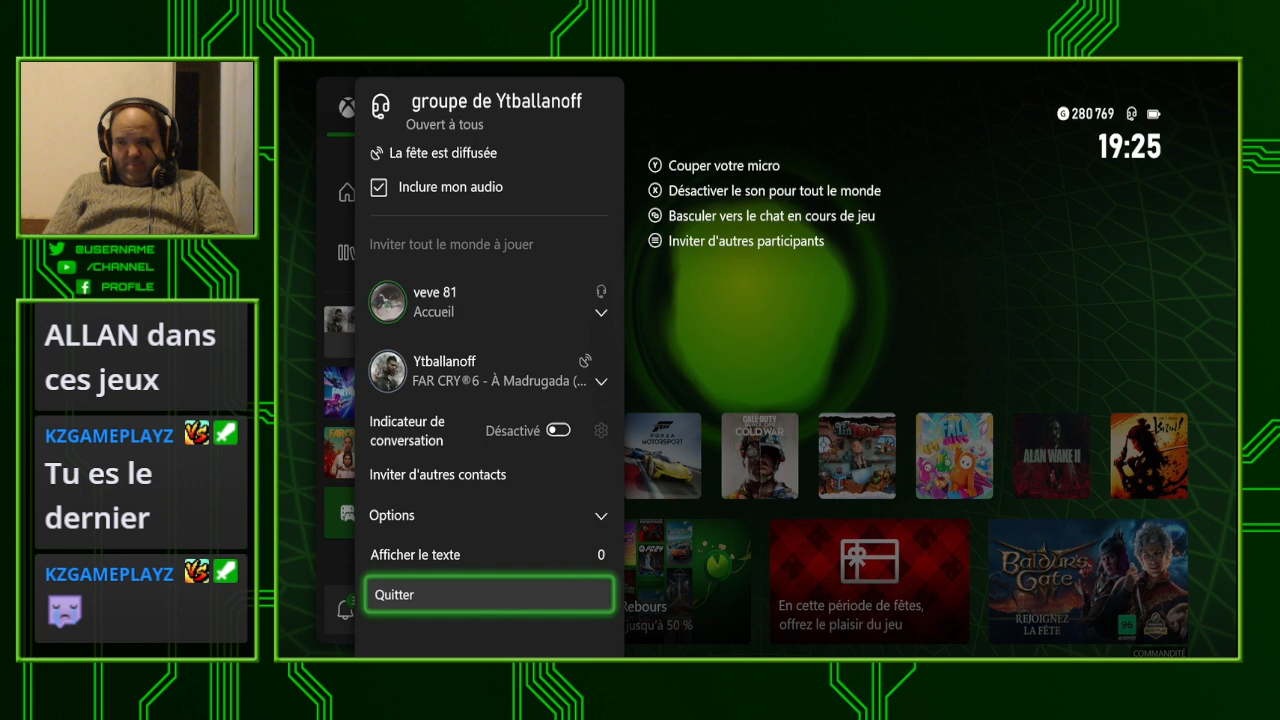 @USERNAME
/CHANNEL
PROFILE
ALLAN dans
ces jeux
KZGAMEPLAYZ
Tu es le
dernier
KZGAMEPLAYZ
groupe de Ytballanoff
Ouvert à tous
La fête est diffusée
Inclure mon audio
Inviter tout le monde à jouer
veve 81
Accueil
Ytballanoff
FAR CRY®6 - À Madrugada (...
Indicateur de
conversation
Désactivé
Inviter d'autres contacts
Options
Afficher le texte 0
Quitter
G 280 769
19:25
Couper votre micro
Désactiver le son pour tout le monde
Basculer vers le chat en cours de jeu
Inviter d'autres participants
FORZA
MOTORSPORT
CALL OF DUTY
COLD WAR
FALL
ALAN WAKE II
Rebours
jusqu'à 50 %
En cette période de fêtes,
offrez le plaisir du jeu
BALDUR'S
GATE
REJOIGNEZ
LA FÊTE
96
COMMANDITÉ